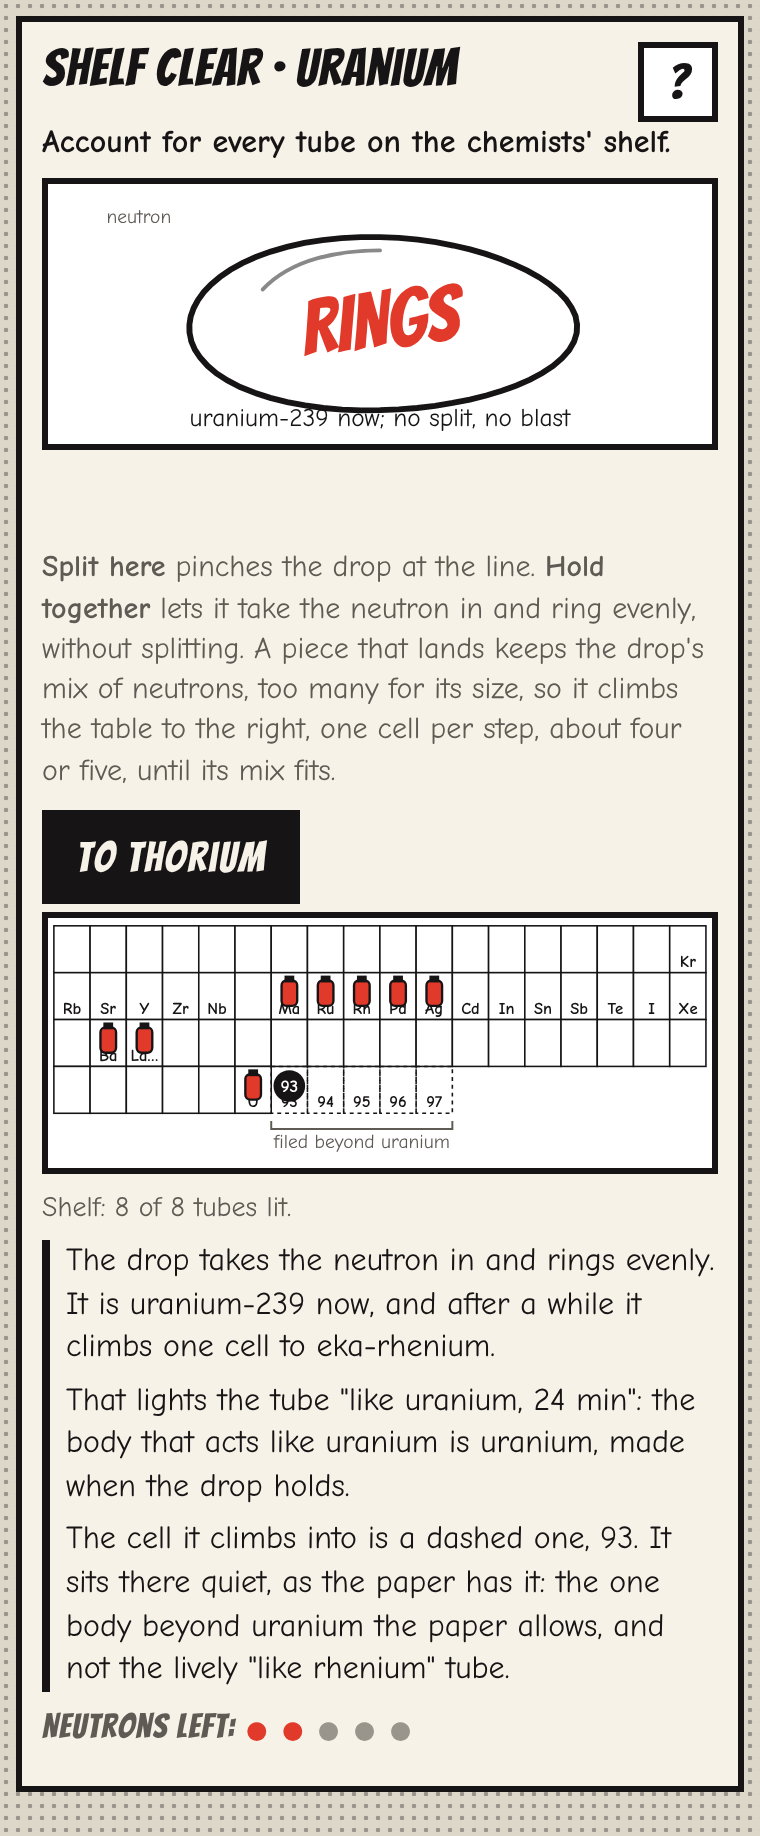 SHELF CLEAR · URANIUM
?
Account for every tube on the chemists' shelf.
neutron
RINGS
uranium-239 now; no split, no blast
Split here pinches the drop at the line. Hold
together lets it take the neutron in and ring evenly,
without splitting. A piece that lands keeps the drop's
mix of neutrons, too many for its size, so it climbs
the table to the right, one cell per step, about four
or five, until its mix fits.
TO THORIUM
Kr
Rb Sr Y Zr Nb Ma Ru Rh Pd Ag Cd In Sn Sb Te I Xe
Ba La...
93
U 93 94 95 96 97
filed beyond uranium
Shelf: 8 of 8 tubes lit.
The drop takes the neutron in and rings evenly.
It is uranium-239 now, and after a while it
climbs one cell to eka-rhenium.
That lights the tube "like uranium, 24 min": the
body that acts like uranium is uranium, made
when the drop holds.
The cell it climbs into is a dashed one, 93. It
sits there quiet, as the paper has it: the one
body beyond uranium the paper allows, and
not the lively "like rhenium" tube.
NEUTRONS LEFT: